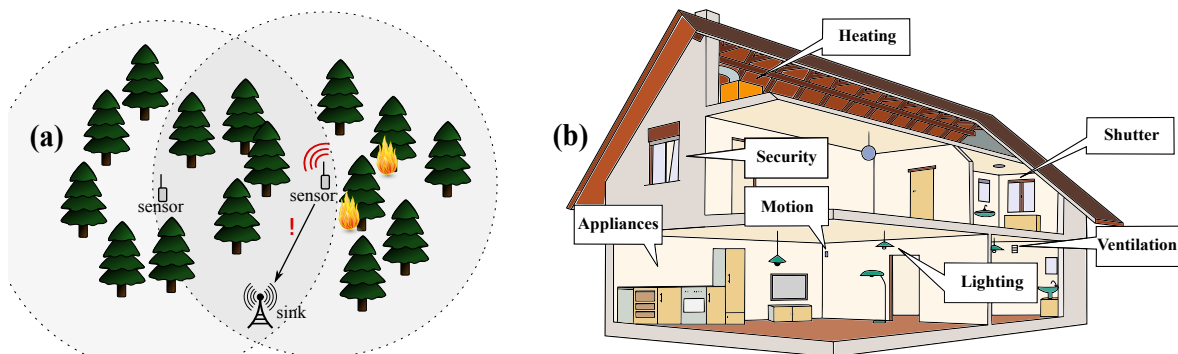 (a)
sensor
sensor
!
sink
(b)
Heating
Shutter
Security
Motion
Appliances
Ventilation
Lighting